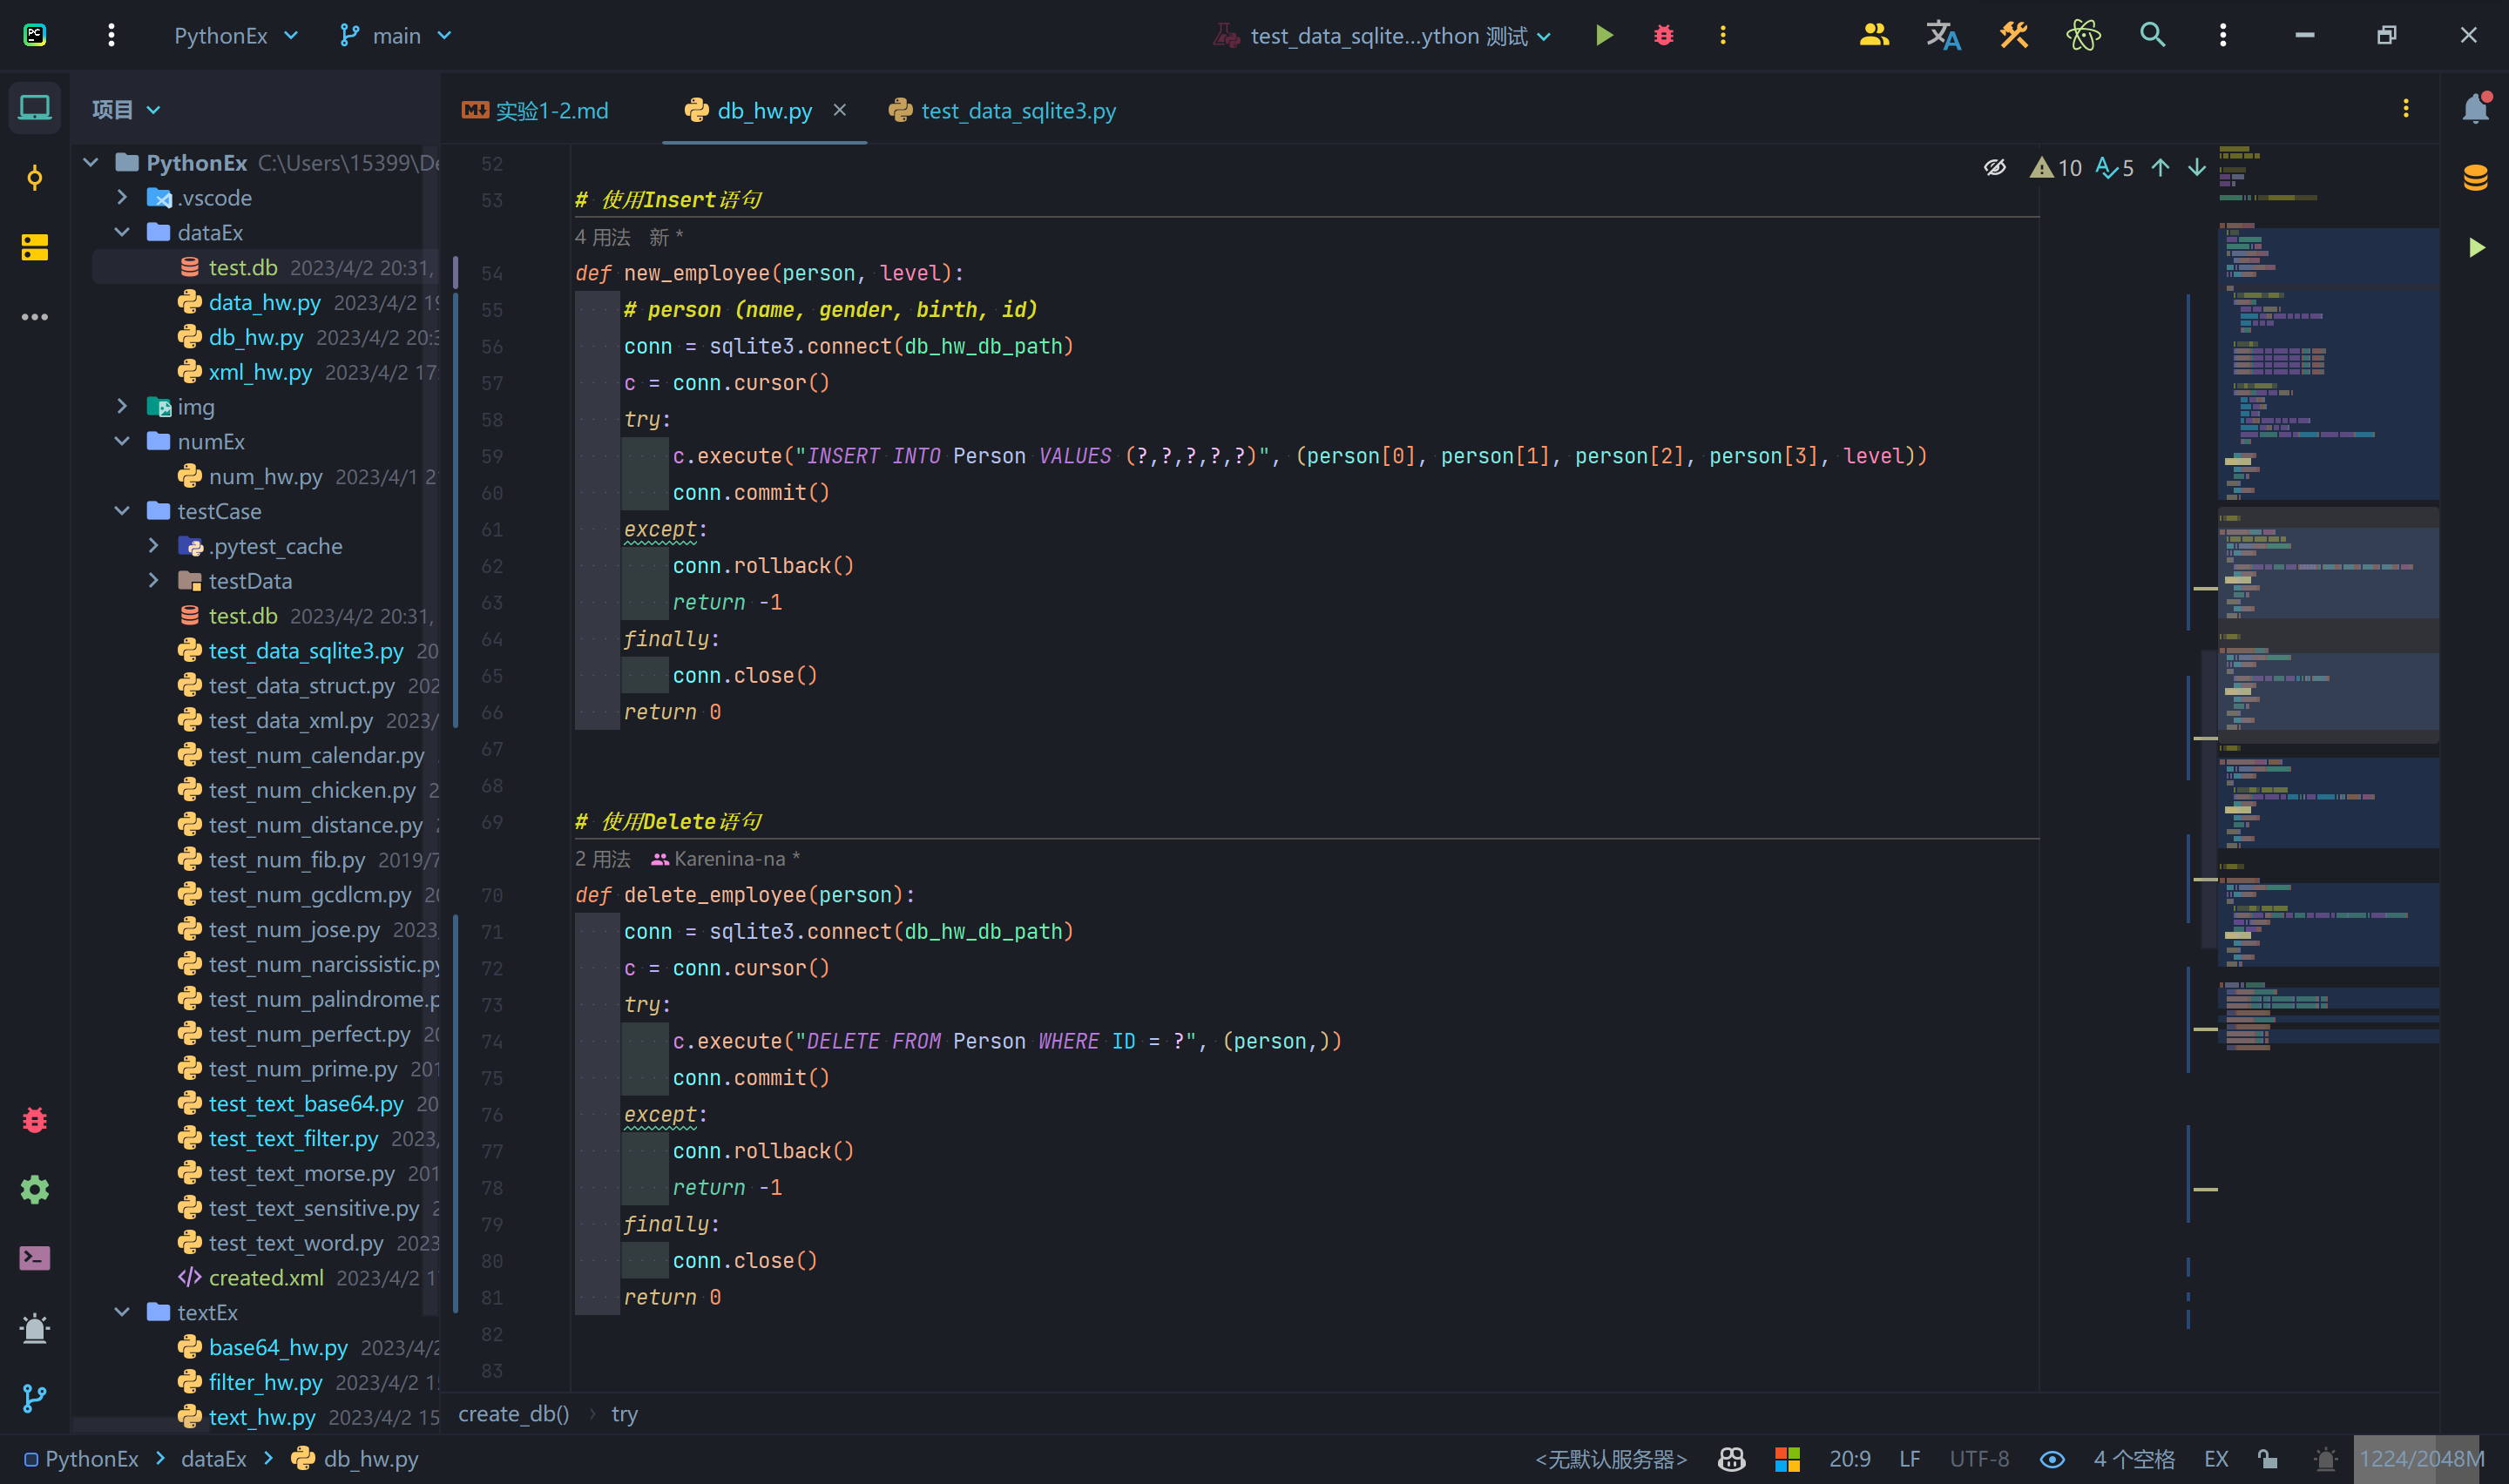 PC PythonEx main test_data_sqlite...ython 测试
项目
PythonEx C:\Users\15399\De
.vscode
dataEx
test.db 2023/4/2 20:31,
data_hw.py 2023/4/2 19
db_hw.py 2023/4/2 20:3
xml_hw.py 2023/4/2 17
img
numEx
num_hw.py 2023/4/1 2
testCase
.pytest_cache
testData
test.db 2023/4/2 20:31,
test_data_sqlite3.py 20
test_data_struct.py 202
test_data_xml.py 2023/
test_num_calendar.py
test_num_chicken.py 2
test_num_distance.py
test_num_fib.py 2019/7
test_num_gcdlcm.py 20
test_num_jose.py 2023
test_num_narcissistic.py
test_num_palindrome.p
test_num_perfect.py 20
test_num_prime.py 201
test_text_base64.py 20
test_text_filter.py 2023/
test_text_morse.py 201
test_text_sensitive.py 2
test_text_word.py 2023
created.xml 2023/4/2 1
textEx
base64_hw.py 2023/4/2
filter_hw.py 2023/4/2 15
text_hw.py 2023/4/2 15
实验1-2.md db_hw.py test_data_sqlite3.py
10 5
52
53 # 使用Insert语句
4 用法 新 *
54 def new_employee(person, level):
55 # person (name, gender, birth, id)
56 conn = sqlite3.connect(db_hw_db_path)
57 c = conn.cursor()
58 try:
59 c.execute("INSERT INTO Person VALUES (?,?,?,?,?)", (person[0], person[1], person[2], person[3], level))
60 conn.commit()
61 except:
62 conn.rollback()
63 return -1
64 finally:
65 conn.close()
66 return 0
67
68
69 # 使用Delete语句
2 用法 Karenina-na *
70 def delete_employee(person):
71 conn = sqlite3.connect(db_hw_db_path)
72 c = conn.cursor()
73 try:
74 c.execute("DELETE FROM Person WHERE ID = ?", (person,))
75 conn.commit()
76 except:
77 conn.rollback()
78 return -1
79 finally:
80 conn.close()
81 return 0
82
83
create_db() try
PythonEx dataEx db_hw.py <无默认服务器> 20:9 LF UTF-8 4 个空格 EX 1224/2048M